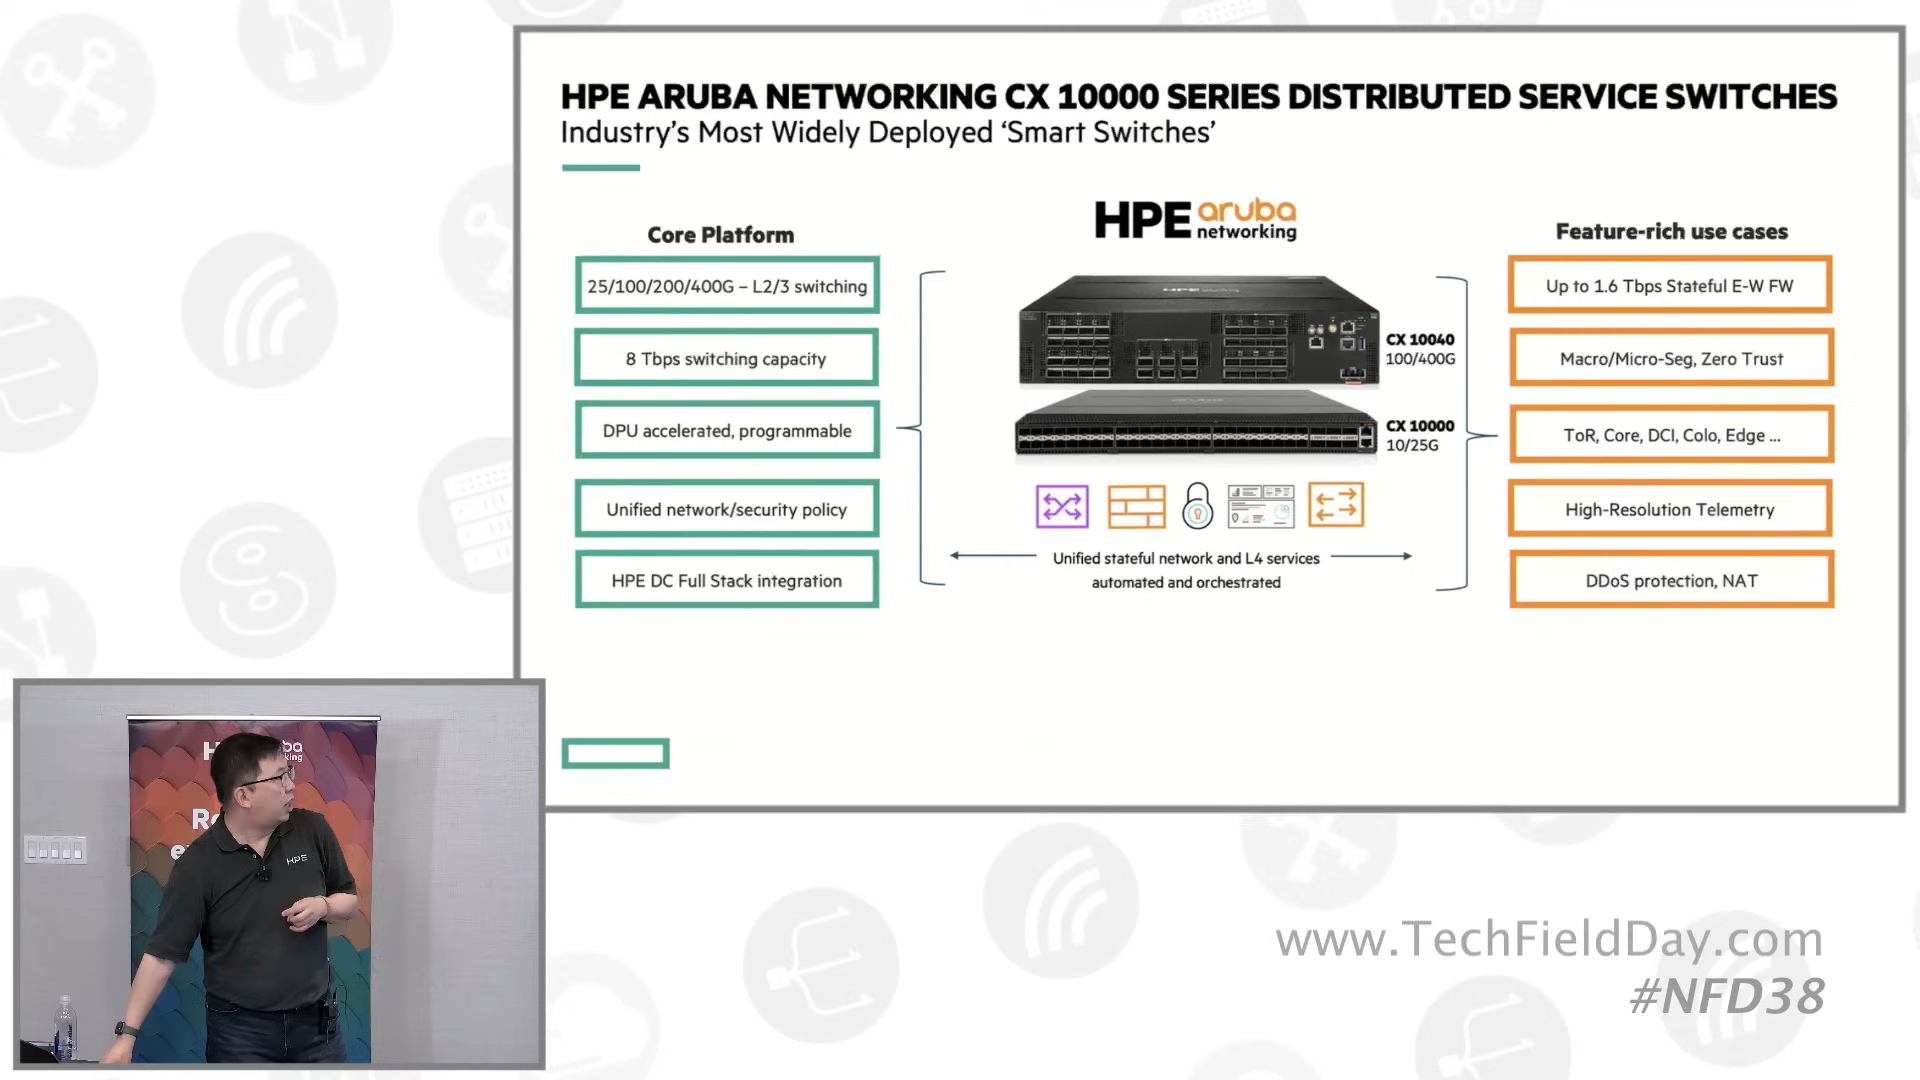 HPE ARUBA NETWORKING CX 10000 SERIES DISTRIBUTED SERVICE SWITCHES
Industry's Most Widely Deployed 'Smart Switches'
Core Platform
25/100/200/400G – L2/3 switching
8 Tbps switching capacity
DPU accelerated, programmable
Unified network/security policy
HPE DC Full Stack integration
HPE aruba
networking
CX 10040
100/400G
CX 10000
10/25G
Unified stateful network and L4 services
automated and orchestrated
Feature-rich use cases
Up to 1.6 Tbps Stateful E-W FW
Macro/Micro-Seg, Zero Trust
ToR, Core, DCI, Colo, Edge ...
High-Resolution Telemetry
DDoS protection, NAT
HPE
www.TechFieldDay.com
#NFD38